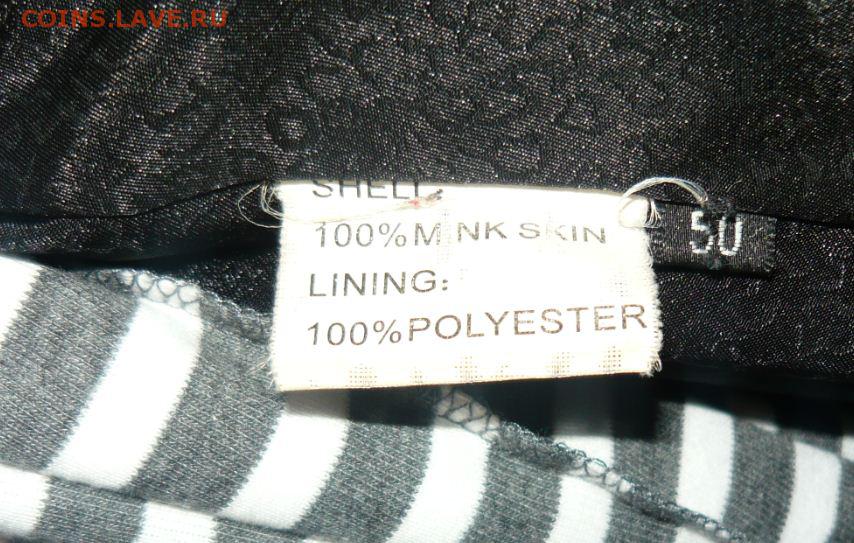 COINS.LAVE.RU
SHELL:
100%MINK SKIN
50
LINING:
100%POLYESTER